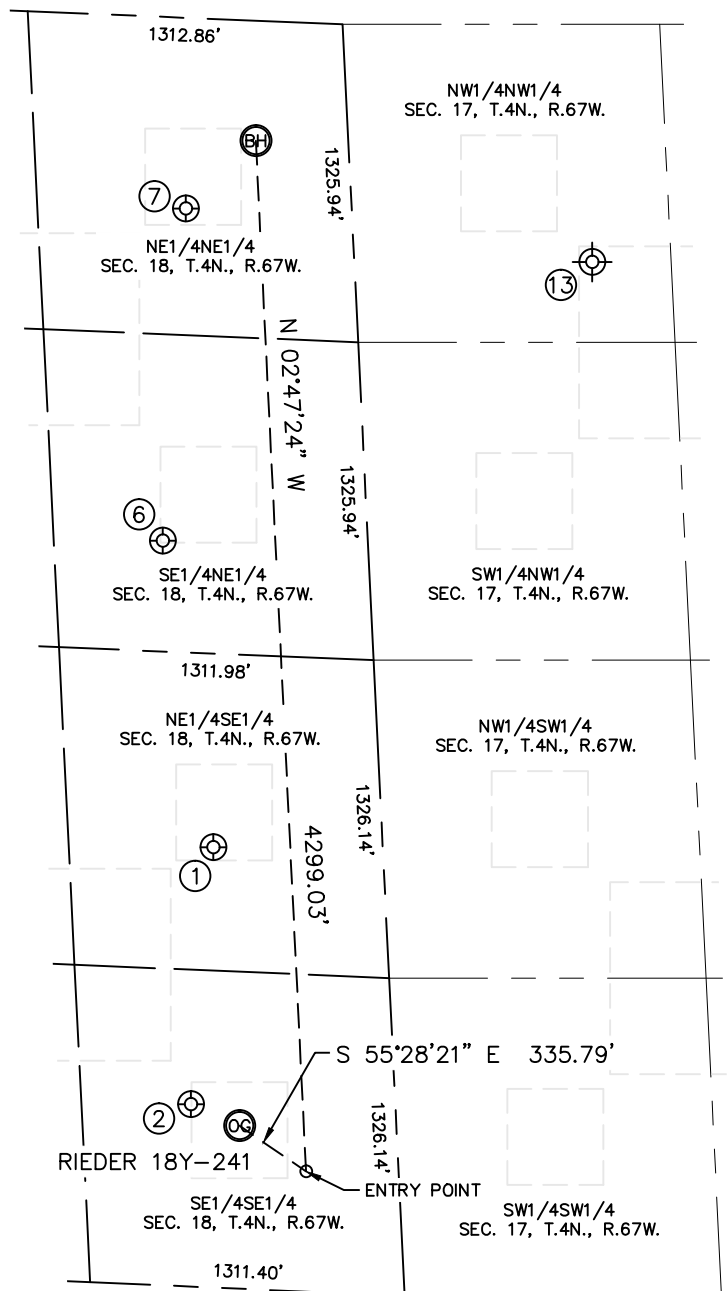 1312.86'
NW1/4NW1/4
SEC. 17, T.4N., R.67W.
BH
1325.94'
7
NE1/4NE1/4
SEC. 18, T.4N., R.67W.
13
N 02°47'24" W
1325.94'
6
SE1/4NE1/4
SEC. 18, T.4N., R.67W.
SW1/4NW1/4
SEC. 17, T.4N., R.67W.
1311.98'
NE1/4SE1/4
SEC. 18, T.4N., R.67W.
NW1/4SW1/4
SEC. 17, T.4N., R.67W.
1326.14'
4299.03'
1
S 55°28'21" E 335.79'
2
OG
1326.14'
RIEDER 18Y-241
ENTRY POINT
SE1/4SE1/4
SEC. 18, T.4N., R.67W.
SW1/4SW1/4
SEC. 17, T.4N., R.67W.
1311.40'